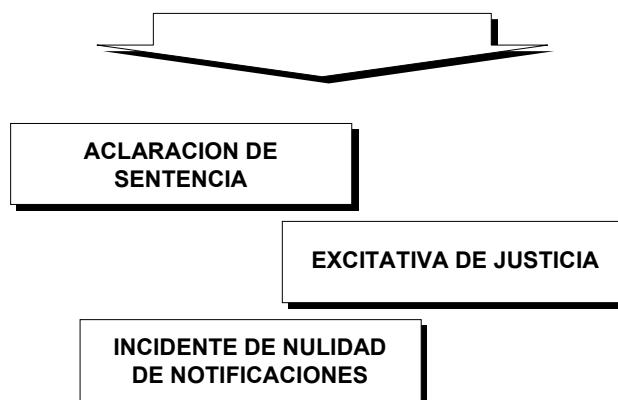 ACLARACION DE
SENTENCIA
EXCITATIVA DE JUSTICIA
INCIDENTE DE NULIDAD
DE NOTIFICACIONES